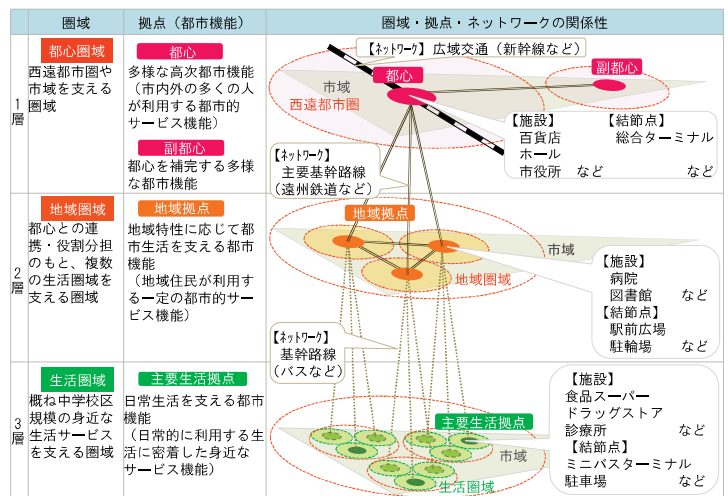 圏域
拠点（都市機能）
圏域・拠点・ネットワークの関係性
1層
都心圏域
西遠都市圏や
市域を支える
圏域
都心
多様な高次都市機能
（市内外の多くの人
が利用する都市的
サービス機能）
副都心
都心を補完する多様
な都市機能
【ネットワーク】広域交通（新幹線など）
都心
副都心
市域
西遠都市圏
【施設】
百貨店
ホール
市役所 など
【結節点】
総合ターミナル
など
【ネットワーク】
主要基幹路線
（遠州鉄道など）
2層
地域圏域
都心との連
携・役割分担
のもと、複数
の生活圏域を
支える圏域
地域拠点
地域特性に応じて都
市生活を支える都市
機能
（地域住民が利用す
る一定の都市的サー
ビス機能）
地域拠点
市域
地域圏域
【施設】
病院
図書館 など
【結節点】
駅前広場
駐輪場 など
【ネットワーク】
基幹路線
（バスなど）
3層
生活圏域
概ね中学校区
規模の身近な
生活サービス
を支える圏域
主要生活拠点
日常生活を支える都市
機能
（日常的に利用する生
活に密着した身近な
サービス機能）
主要生活拠点
市域
生活圏域
【施設】
食品スーパー
ドラッグストア
診療所 など
【結節点】
ミニバスターミナル
駐車場 など